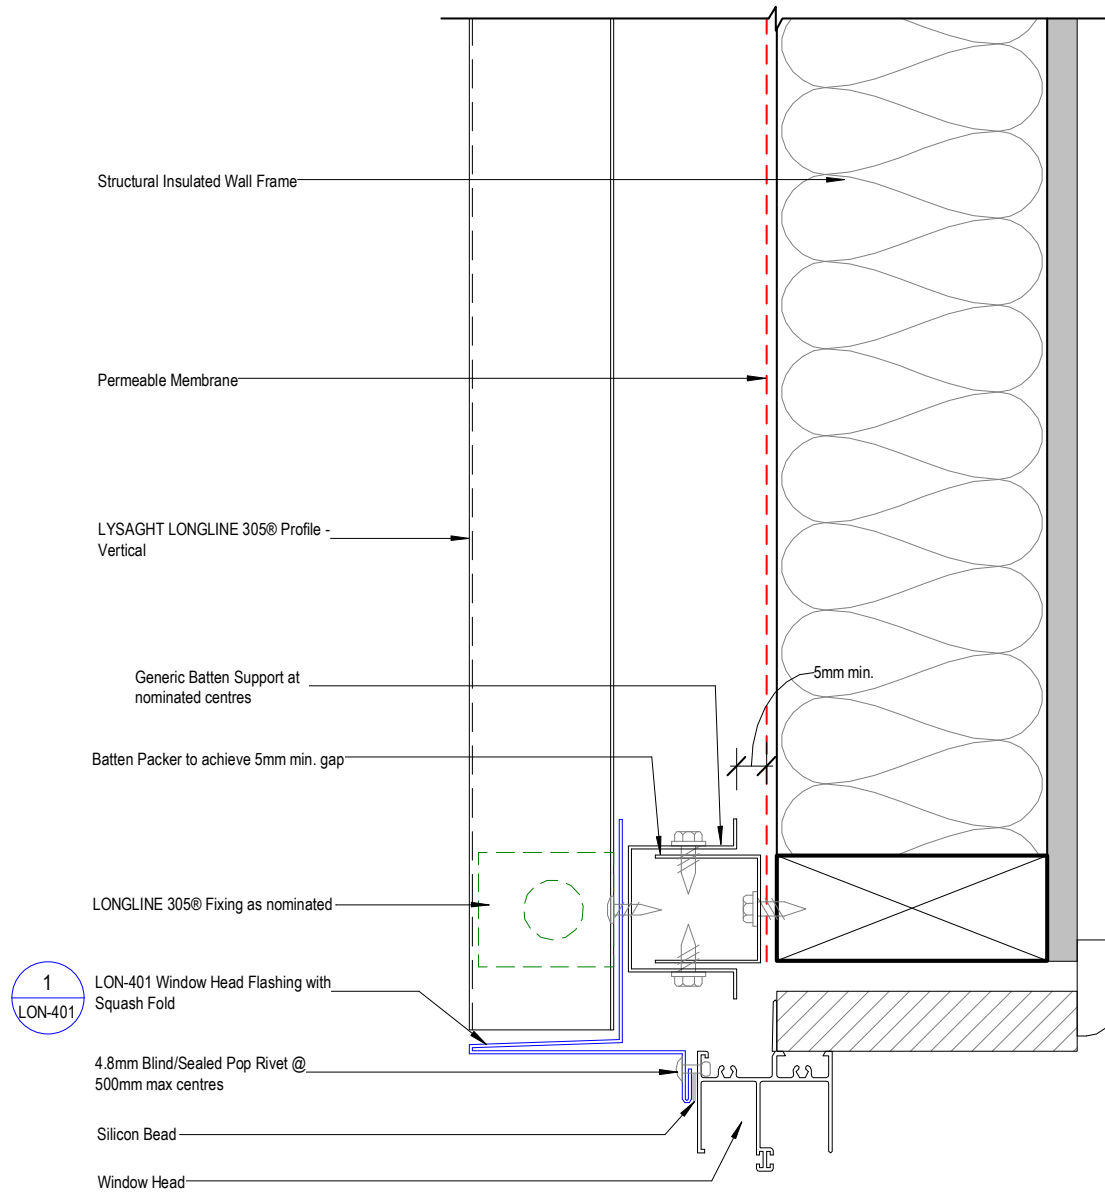 Structural Insulated Wall Frame
Permeable Membrane
LYSAGHT LONGLINE 305® Profile -
Vertical
Generic Batten Support at
nominated centres
5mm min.
Batten Packer to achieve 5mm min. gap
LONGLINE 305® Fixing as nominated
1
LON-401
LON-401 Window Head Flashing with
Squash Fold
4.8mm Blind/Sealed Pop Rivet @
500mm max centres
Silicon Bead
Window Head